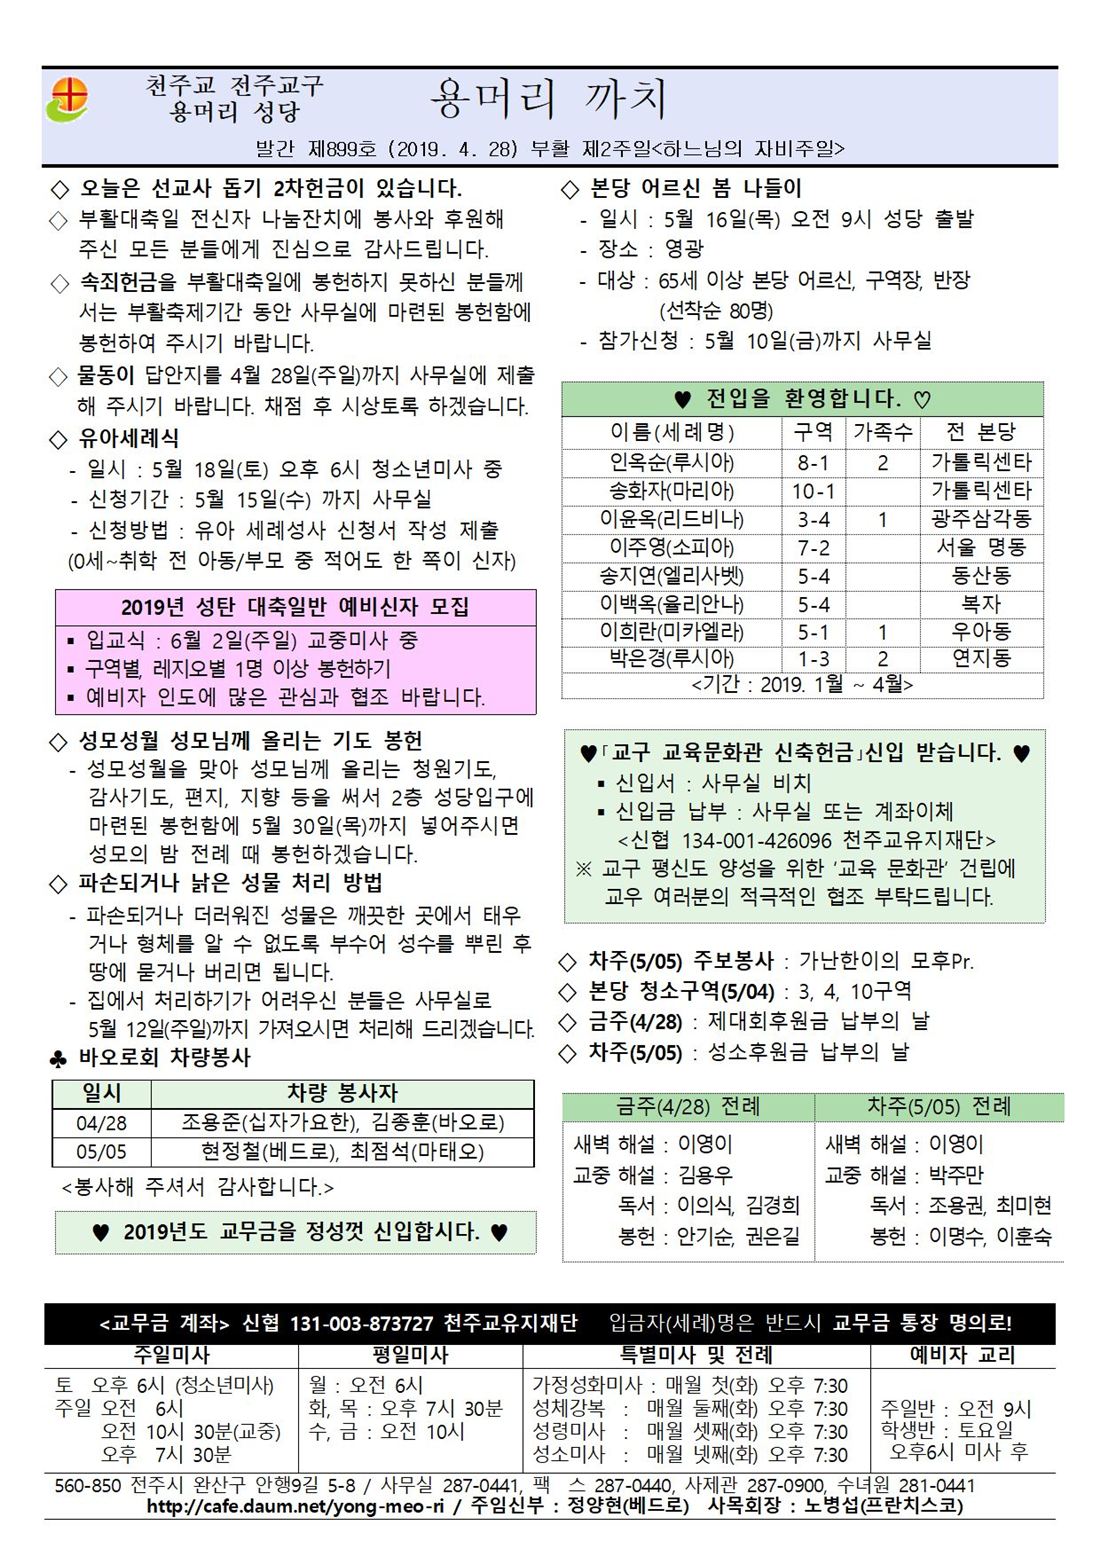 천주교 전주교구
용머리 성당
용머리 까치
발간 제899호 (2019. 4. 28) 부활 제2주일<하느님의 자비주일>
◇ 오늘은 선교사 돕기 2차헌금이 있습니다.
◇ 부활대축일 전신자 나눔잔치에 봉사와 후원해
주신 모든 분들에게 진심으로 감사드립니다.
◇ 속죄헌금을 부활대축일에 봉헌하지 못하신 분들께
서는 부활축제기간 동안 사무실에 마련된 봉헌함에
봉헌하여 주시기 바랍니다.
◇ 물동이 답안지를 4월 28일(주일)까지 사무실에 제출
해 주시기 바랍니다. 채점 후 시상토록 하겠습니다.
◇ 유아세례식
- 일시 : 5월 18일(토) 오후 6시 청소년미사 중
- 신청기간 : 5월 15일(수) 까지 사무실
- 신청방법 : 유아 세례성사 신청서 작성 제출
(0세~취학 전 아동/부모 중 적어도 한 쪽이 신자)
2019년 성탄 대축일반 예비신자 모집
▪ 입교식 : 6월 2일(주일) 교중미사 중
▪ 구역별, 레지오별 1명 이상 봉헌하기
▪ 예비자 인도에 많은 관심과 협조 바랍니다.
◇ 성모성월 성모님께 올리는 기도 봉헌
- 성모성월을 맞아 성모님께 올리는 청원기도,
감사기도, 편지, 지향 등을 써서 2층 성당입구에
마련된 봉헌함에 5월 30일(목)까지 넣어주시면
성모의 밤 전례 때 봉헌하겠습니다.
◇ 파손되거나 낡은 성물 처리 방법
- 파손되거나 더러워진 성물은 깨끗한 곳에서 태우
거나 형체를 알 수 없도록 부수어 성수를 뿌린 후
땅에 묻거나 버리면 됩니다.
- 집에서 처리하기가 어려우신 분들은 사무실로
5월 12일(주일)까지 가져오시면 처리해 드리겠습니다.
♣ 바오로회 차량봉사
일시 차량 봉사자
04/28 조용준(십자가요한), 김종훈(바오로)
05/05 현정철(베드로), 최점석(마태오)
<봉사해 주셔서 감사합니다.>
♥ 2019년도 교무금을 정성껏 신입합시다. ♥
◇ 본당 어르신 봄 나들이
- 일시 : 5월 16일(목) 오전 9시 성당 출발
- 장소 : 영광
- 대상 : 65세 이상 본당 어르신, 구역장, 반장
(선착순 80명)
- 참가신청 : 5월 10일(금)까지 사무실
♥ 전입을 환영합니다. ♡
이름(세례명) 구역 가족수 전 본당
인옥순(루시아) 8-1 2 가톨릭센타
송화자(마리아) 10-1 가톨릭센타
이윤옥(리드비나) 3-4 1 광주삼각동
이주영(소피아) 7-2 서울 명동
송지연(엘리사벳) 5-4 동산동
이백옥(율리안나) 5-4 복자
이희란(미카엘라) 5-1 1 우아동
박은경(루시아) 1-3 2 연지동
<기간 : 2019. 1월 ~ 4월>
♥「교구 교육문화관 신축헌금」신입 받습니다. ♥
▪ 신입서 : 사무실 비치
▪ 신입금 납부 : 사무실 또는 계좌이체
<신협 134-001-426096 천주교유지재단>
※ 교구 평신도 양성을 위한 '교육 문화관' 건립에
교우 여러분의 적극적인 협조 부탁드립니다.
◇ 차주(5/05) 주보봉사 : 가난한이의 모후Pr.
◇ 본당 청소구역(5/04) : 3, 4, 10구역
◇ 금주(4/28) : 제대회후원금 납부의 날
◇ 차주(5/05) : 성소후원금 납부의 날
금주(4/28) 전례 차주(5/05) 전례
새벽 해설 : 이영이 새벽 해설 : 이영이
교중 해설 : 김용우 교중 해설 : 박주만
독서 : 이의식, 김경희 독서 : 조용권, 최미현
봉헌 : 안기순, 권은길 봉헌 : 이명수, 이훈숙
<교무금 계좌> 신협 131-003-873727 천주교유지재단 입금자(세례)명은 반드시 교무금 통장 명의로!
주일미사 평일미사 특별미사 및 전례 예비자 교리
토 오후 6시 (청소년미사) 월 : 오전 6시 가정성화미사 : 매월 첫(화) 오후 7:30
주일 오전 6시 화, 목 : 오후 7시 30분 성체강복 : 매월 둘째(화) 오후 7:30 주일반 : 오전 9시
오전 10시 30분(교중) 수, 금 : 오전 10시 성령미사 : 매월 셋째(화) 오후 7:30 학생반 : 토요일
오후 7시 30분 성소미사 : 매월 넷째(화) 오후 7:30 오후6시 미사 후
560-850 전주시 완산구 안행9길 5-8 / 사무실 287-0441, 팩 스 287-0440, 사제관 287-0900, 수녀원 281-0441
http://cafe.daum.net/yong-meo-ri / 주임신부 : 정양현(베드로) 사목회장 : 노병섭(프란치스코)